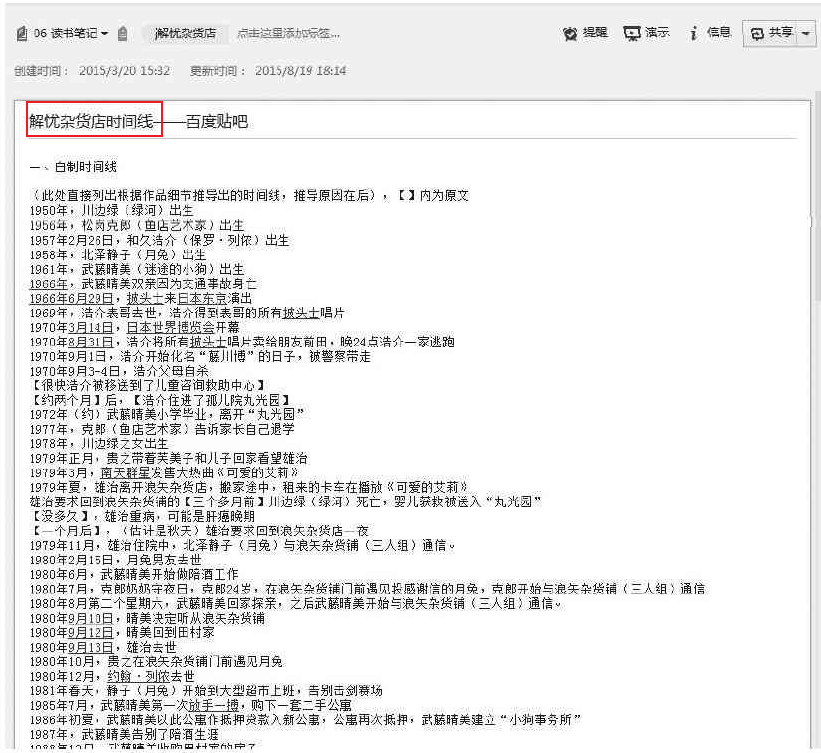 06 读书笔记 解忧杂货店 点击这里添加标签... 提醒 演示 信息 共享
创建时间： 2015/3/20 15:32 更新时间： 2015/8/19 18:14
解忧杂货店时间线——百度贴吧
一、自制时间线
（此处直接列出根据作品细节推导出的时间线，推导原因在后），【】内为原文
1950年，川边绿（绿河）出生
1956年，松岗克郎（鱼店艺术家）出生
1957年2月26日，和久浩介（保罗·列侬）出生
1958年，北泽静子（月兔）出生
1961年，武藤晴美（迷途的小狗）出生
1966年，武藤晴美双亲因为交通事故身亡
1966年6月29日，披头士来日本东京演出
1969年，浩介表哥去世，浩介得到表哥的所有披头士唱片
1970年3月14日，日本世界博览会开幕
1970年8月31日，浩介将所有披头士唱片卖给朋友前田，晚24点浩介一家逃跑
1970年9月1日，浩介开始化名“藤川博”的日子，被警察带走
1970年9月3-4日，浩介父母自杀
【很快浩介被移送到了儿童咨询救助中心】
【约两个月】后，【浩介住进了孤儿院丸光园】
1972年（约）武藤晴美小学毕业，离开“丸光园”
1977年，克郎（鱼店艺术家）告诉家长自己退学
1978年，川边绿之女出生
1979年正月，贵之带着芙美子和儿子回家看望雄治
1979年3月，南天群星发售大热曲《可爱的艾莉》
1979年夏，雄治离开浪矢杂货店，搬家途中，租来的卡车在播放《可爱的艾莉》
雄治要求回到浪矢杂货铺的【三个多月前】川边绿（绿河）死亡，婴儿获救被送入“丸光园”
【没多久】，雄治重病，可能是肝癌晚期
【一个月后】，（估计是秋天）雄治要求回到浪矢杂货店一夜
1979年11月，雄治住院中，北泽静子（月兔）与浪矢杂货铺（三人组）通信。
1980年2月15日，月兔男友去世
1980年6月，武藤晴美开始做陪酒工作
1980年7月，克郎奶奶守夜日，克郎24岁，在浪矢杂货铺门前遇见投感谢信的月兔，克郎开始与浪矢杂货铺（三人组）通信
1980年8月第二个星期六，武藤晴美回家探亲，之后武藤晴美开始与浪矢杂货铺（三人组）通信。
1980年9月10日，晴美决定听从浪矢杂货铺
1980年9月12日，晴美回到田村家
1980年9月13日，雄治去世
1980年10月，贵之在浪矢杂货铺门前遇见月兔
1980年12月，约翰·列侬去世
1981年春天，静子（月兔）开始到大型超市上班，告别击剑赛场
1985年7月，武藤晴美第一次放手一搏，购下一套二手公寓
1986年初夏，武藤晴美以此公寓作抵押贷款入新公寓，公寓再次抵押，武藤晴美建立“小狗事务所”
1987年，武藤晴美告别了陪酒生涯
1988年12月，武藤晴美收购田村家的房子